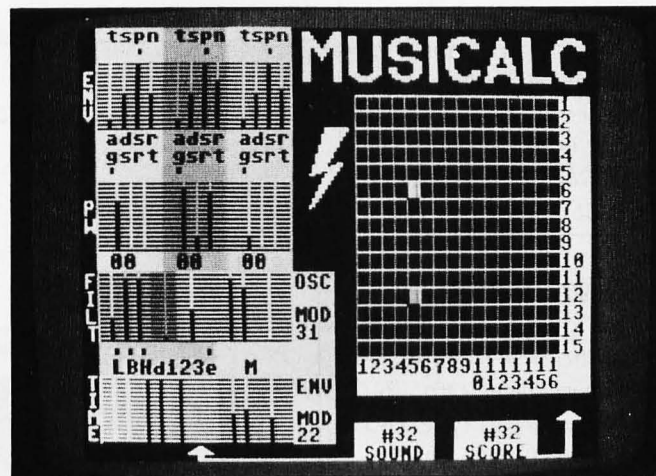 tspn tspn tspn
MUSICALC
ENV
adsr adsr adsr
gsrt gsrt gsrt
PW
00 00 00
FILT
OSC
MOD
31
LBHd123e M
TIME
ENV
MOD
22
1
2
3
4
5
6
7
8
9
10
11
12
13
14
15
12345678911111111
0123456
#32
SOUND
#32
SCORE